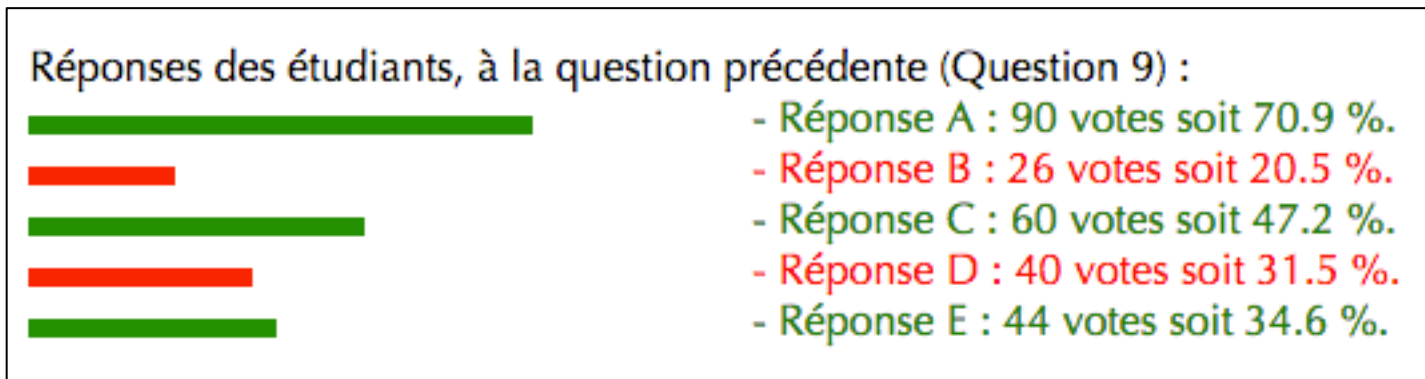 Réponses des étudiants, à la question précédente (Question 9) :
- Réponse A : 90 votes soit 70.9 %.
- Réponse B : 26 votes soit 20.5 %.
- Réponse C : 60 votes soit 47.2 %.
- Réponse D : 40 votes soit 31.5 %.
- Réponse E : 44 votes soit 34.6 %.